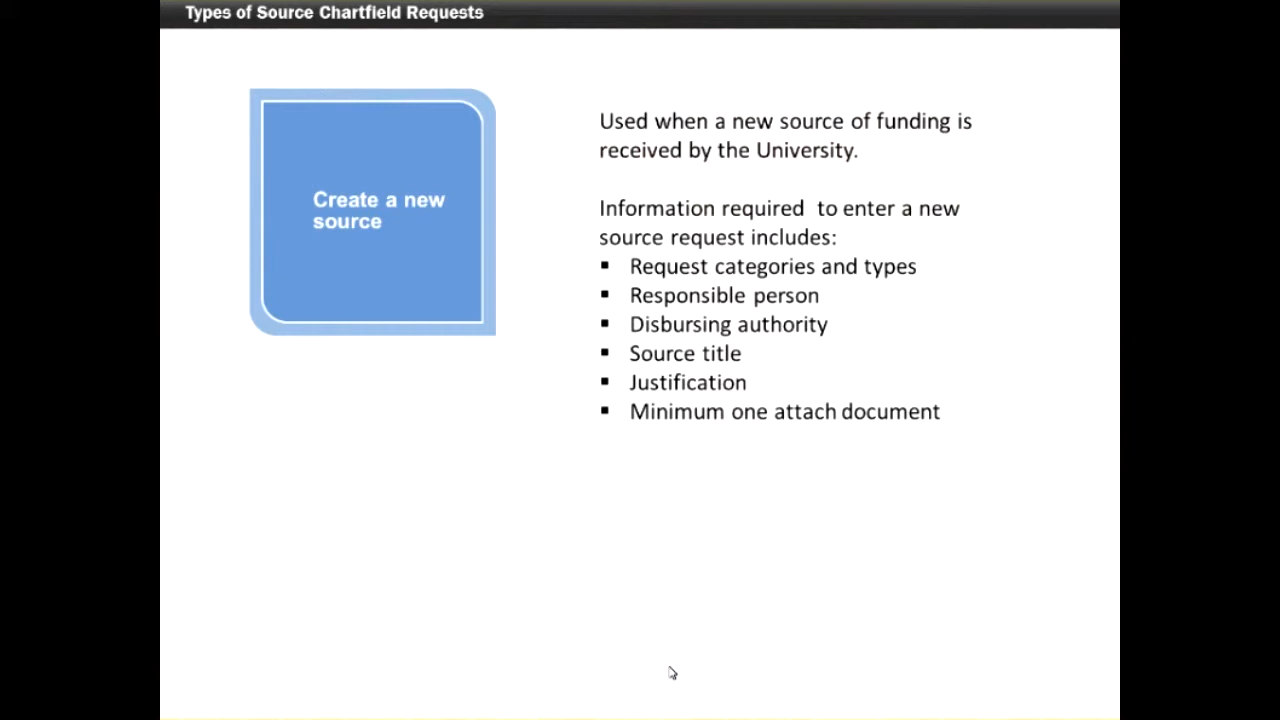 Types of Source Chartfield Requests
Create a new
source
Used when a new source of funding is
received by the University.
Information required  to enter a new
source request includes:
▪ Request categories and types
▪ Responsible person
▪ Disbursing authority
▪ Source title
▪ Justification
▪ Minimum one attach document